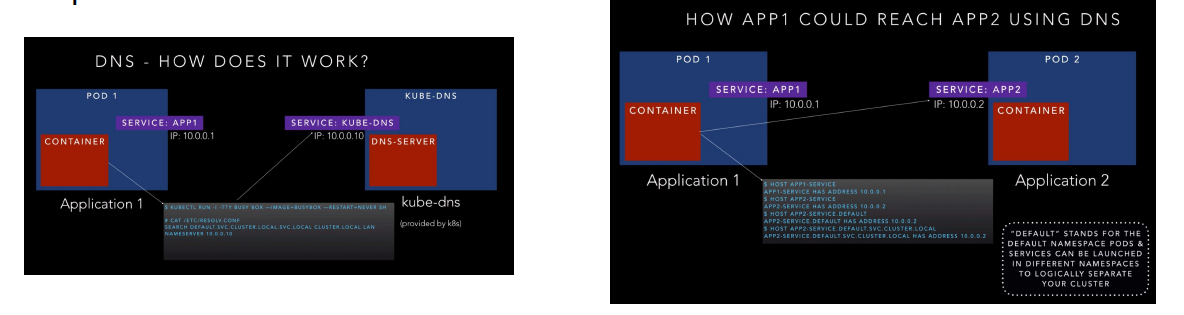 DNS - HOW DOES IT WORK?
POD 1
KUBE-DNS
SERVICE: APP1
SERVICE: KUBE-DNS
IP: 10.0.0.1
IP: 10.0.0.10
CONTAINER
DNS-SERVER
Application 1
kube-dns
(provided by k8s)
$ KUBECTL RUN -I -TTY BUSY BOX —IMAGE=BUSYBOX —RESTART=NEVER SH
# CAT /ETC/RESOLV.CONF
SEARCH DEFAULT.SVC.CLUSTER.LOCAL.SVC.LOCAL CLUSTER.LOCAL LAN
NAMESERVER 10.0.0.10
HOW APP1 COULD REACH APP2 USING DNS
POD 1
POD 2
SERVICE: APP1
SERVICE: APP2
IP: 10.0.0.1
IP: 10.0.0.2
CONTAINER
CONTAINER
Application 1
Application 2
$ HOST APP1-SERVICE
APP1-SERVICE HAS ADDRESS 10.0.0.1
$ HOST APP2-SERVICE
APP2-SERVICE HAS ADDRESS 10.0.0.2
$ HOST APP2-SERVICE.DEFAULT
APP2-SERVICE.DEFAULT HAS ADDRESS 10.0.0.2
$ HOST APP2-SERVICE.DEFAULT.SVC.CLUSTER.LOCAL
APP2-SERVICE.DEFAULT.SVC.CLUSTER.LOCAL HAS ADDRESS 10.0.0.2
"DEFAULT" STANDS FOR THE
DEFAULT NAMESPACE PODS &
SERVICES CAN BE LAUNCHED
IN DIFFERENT NAMESPACES
TO LOGICALLY SEPARATE
YOUR CLUSTER